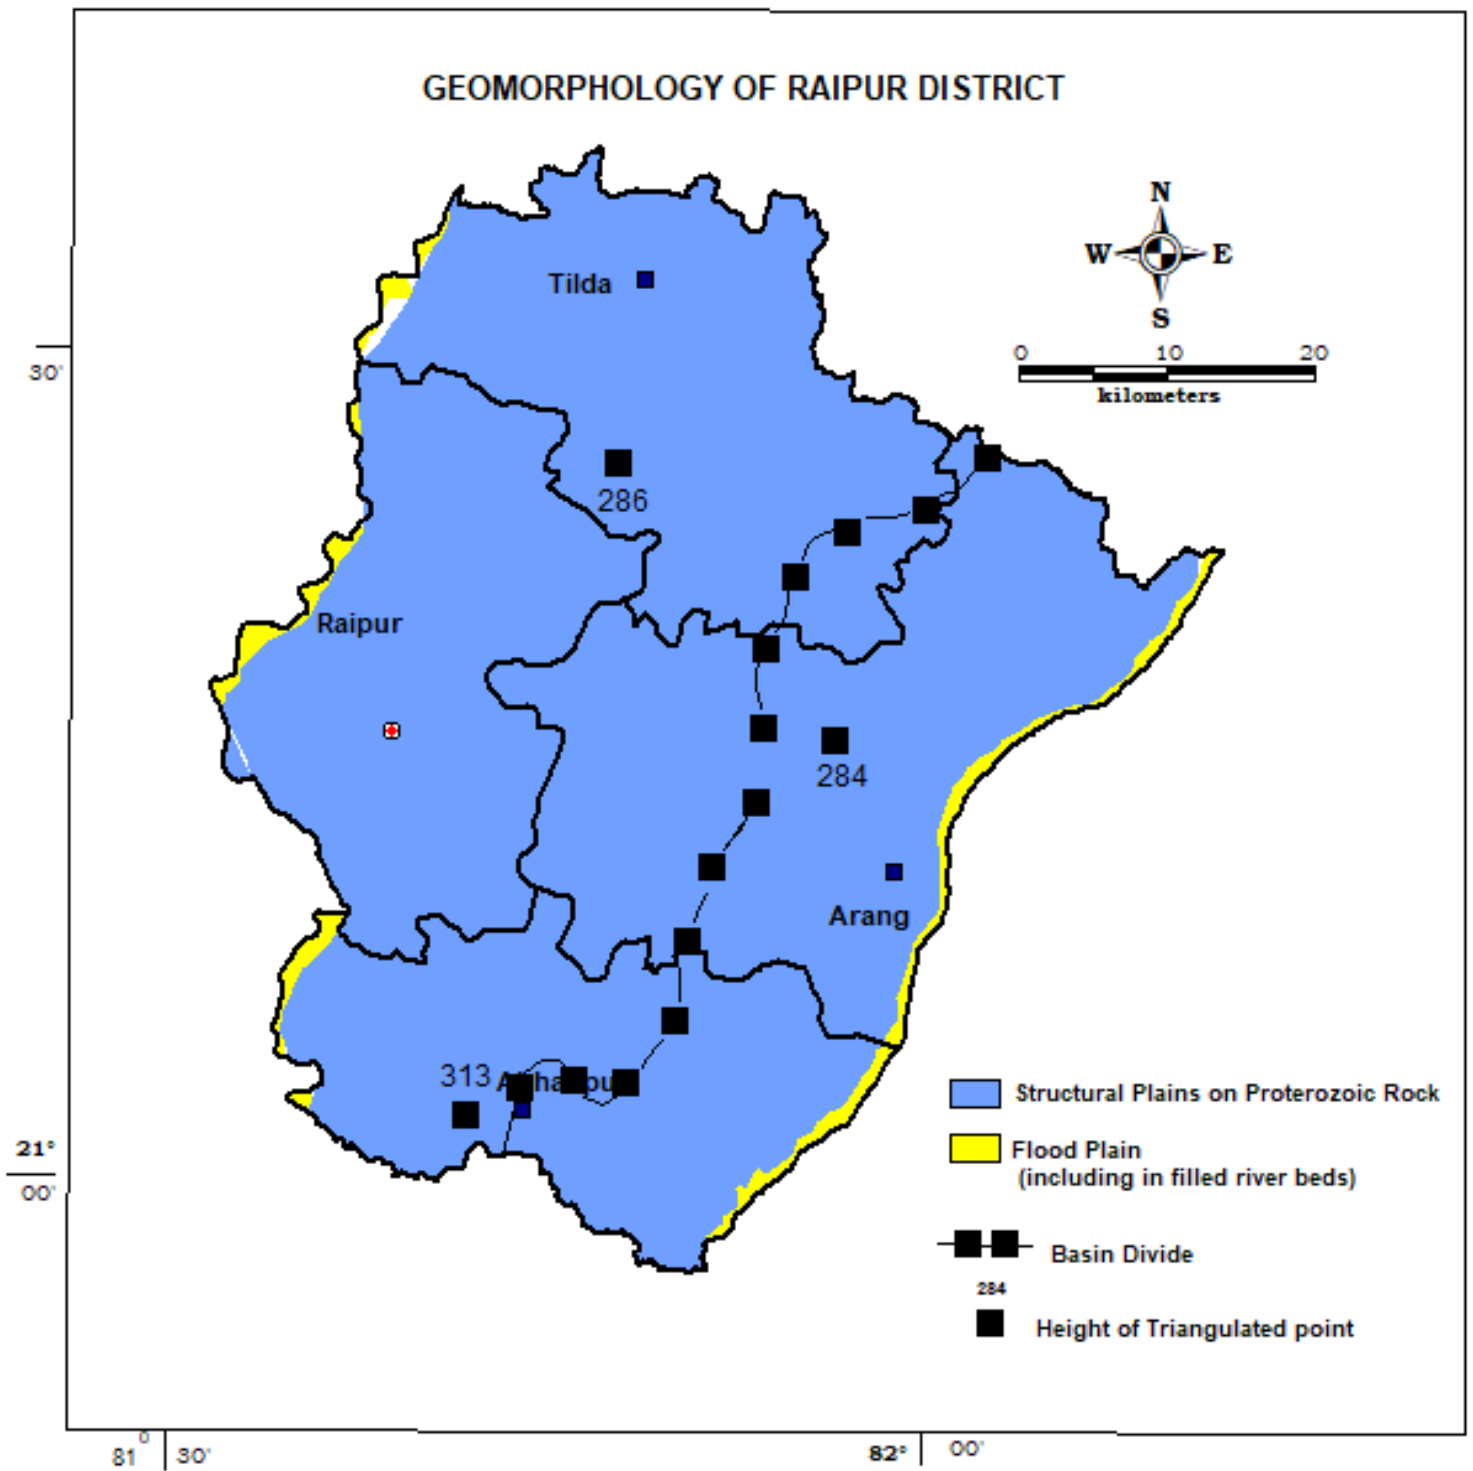 GEOMORPHOLOGY OF RAIPUR DISTRICT
N
W E
S
Tilda
0 10 20
kilometers
30'
286
Raipur
284
Arang
313
Structural Plains on Proterozoic Rock
21°
00'
Flood Plain
(including in filled river beds)
Basin Divide
284
Height of Triangulated point
81 0 30'
82° 00'